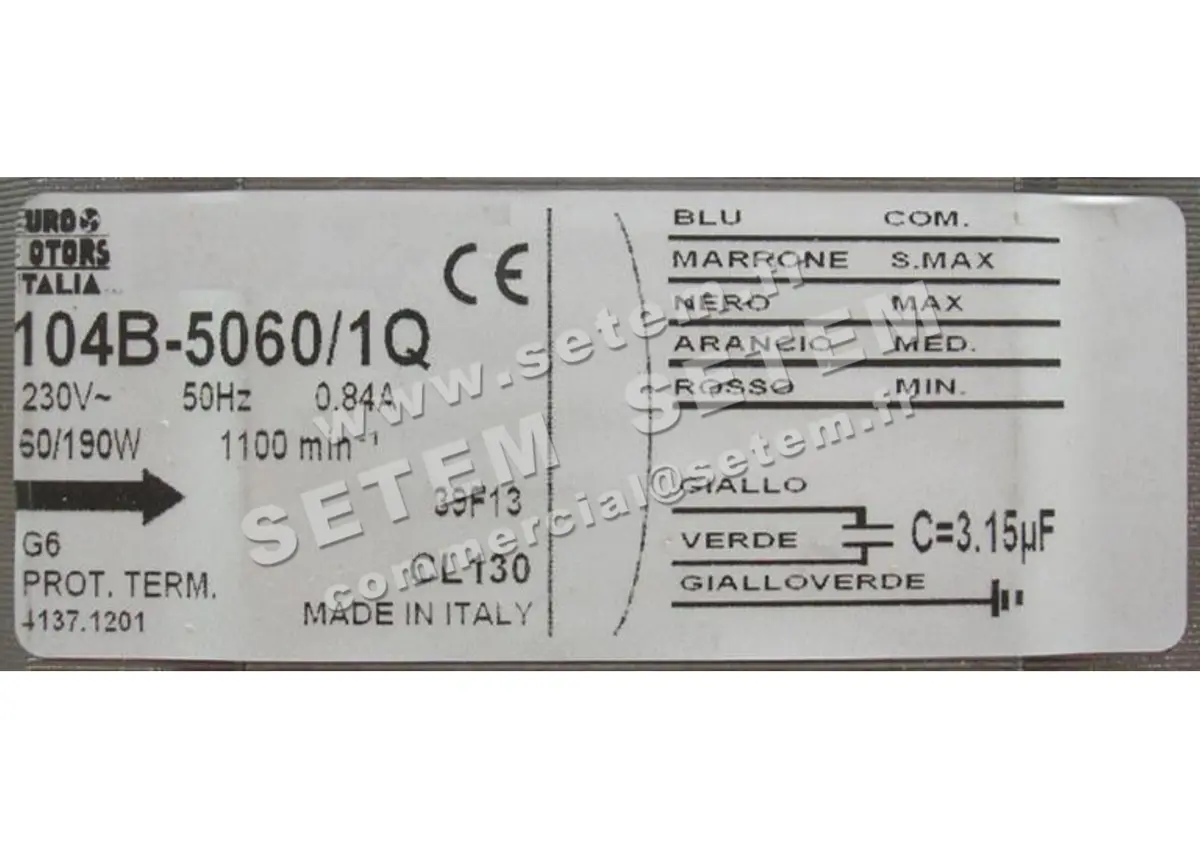 URO
OTORS
TALIA
104B-5060/1Q
230V~ 50Hz 0.84A
60/190W 1100 min⁻¹
39F13
G6
CL130
PROT. TERM.
4137.1201
MADE IN ITALY
CE
BLU COM.
MARRONE S.MAX
NERO MAX
ARANCIO MED.
ROSSO MIN.
GIALLO
VERDE
C=3.15µF
GIALLOVERDE
www.setem.fr
SETEM SETEM
commercial@setem.fr